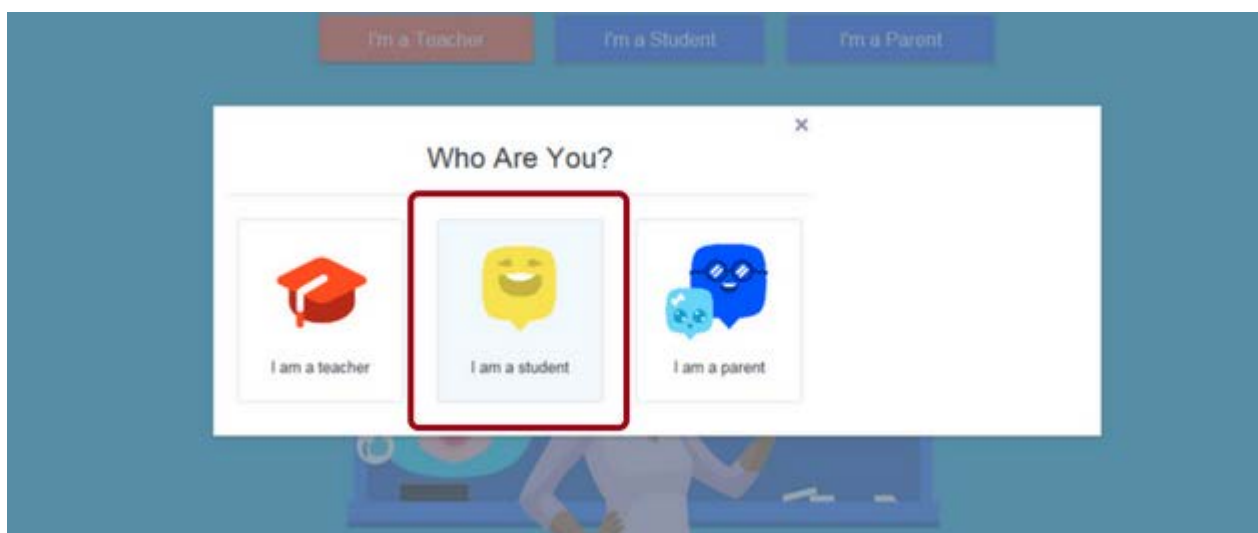 I'm a Teacher I'm a Student I'm a Parent
×
Who Are You?
I am a teacher I am a student I am a parent